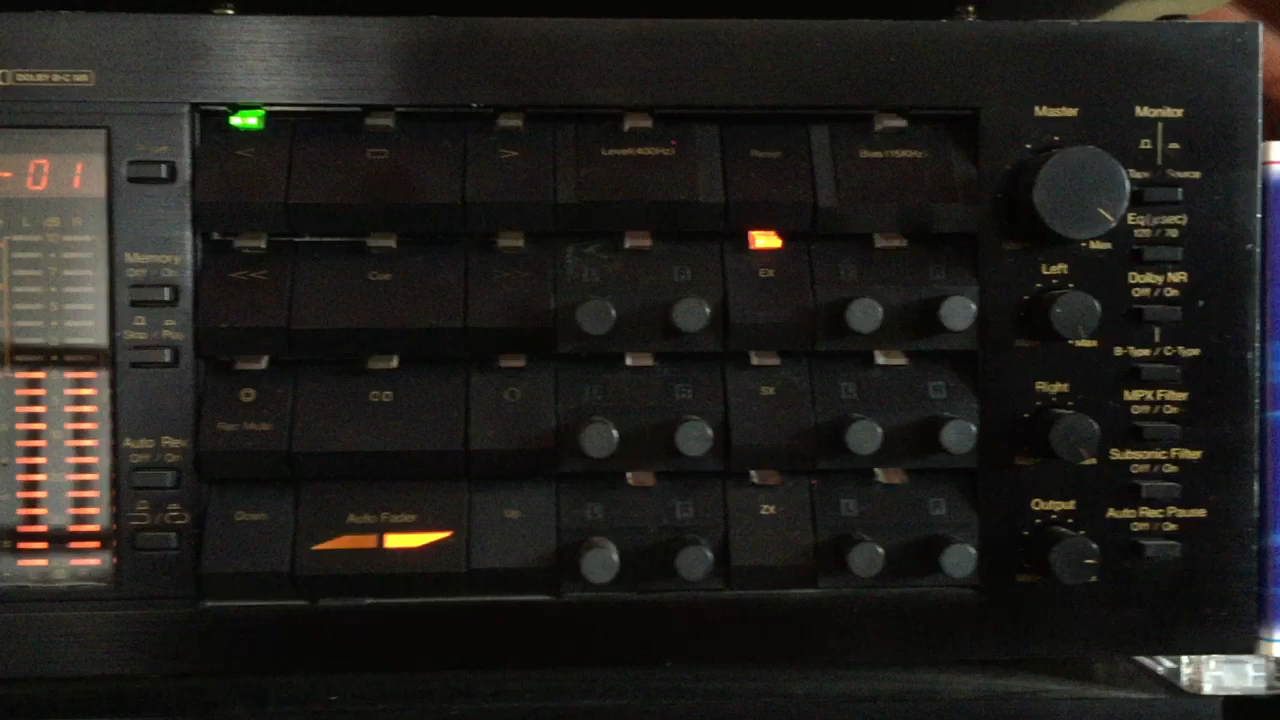 DOLBY B-C NR
-01
L dB R
Memory
Off / On
Stop / Play
Auto Rev
Off / On
<
>
Level(400Hz)
Reset
Bias(15KHz)
<<
Cue
>>
L
R
EX
L
R
Rec Mute
L
R
SX
L
R
Down
Auto Fader
Up
L
R
ZX
L
R
Master
Max
Left
Max
Right
Output
Monitor
Tape / Source
Eq(μsec)
120 / 70
Dolby NR
Off / On
B-Type / C-Type
MPX Filter
Off / On
Subsonic Filter
Off / On
Auto Rec Pause
Off / On